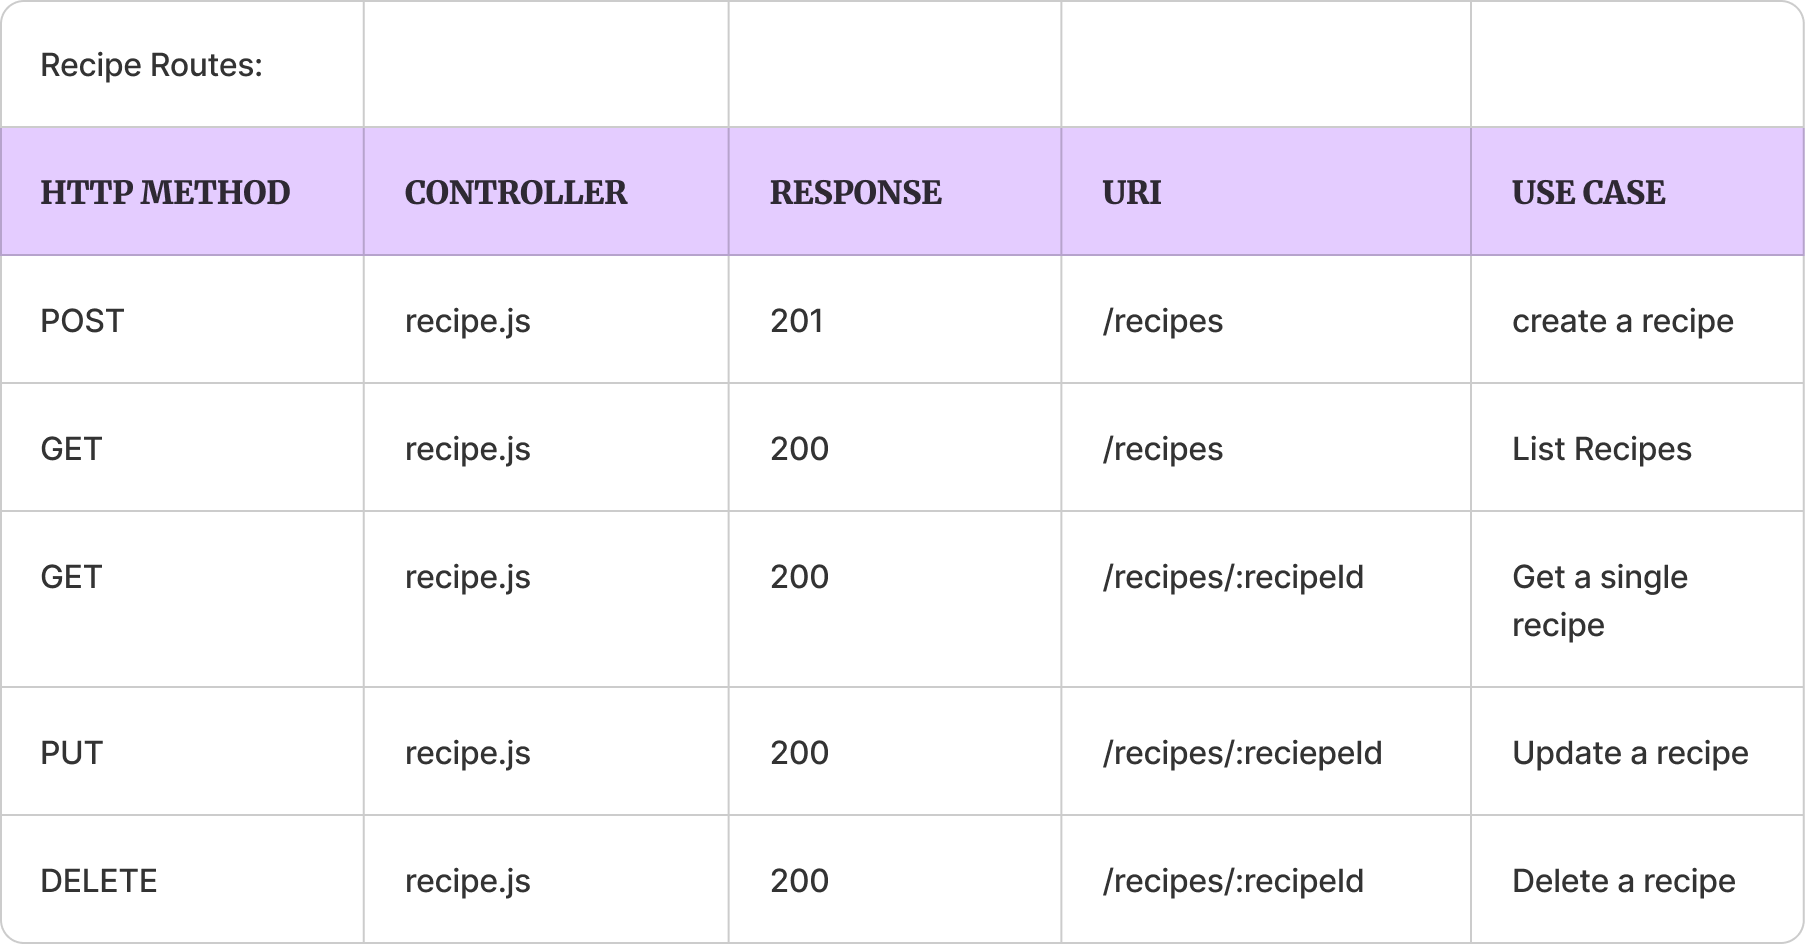 Recipe Routes:
HTTP METHOD CONTROLLER RESPONSE URI USE CASE
POST recipe.js 201 /recipes create a recipe
GET recipe.js 200 /recipes List Recipes
GET recipe.js 200 /recipes/:recipeId Get a single
recipe
PUT recipe.js 200 /recipes/:reciepeId Update a recipe
DELETE recipe.js 200 /recipes/:recipeId Delete a recipe